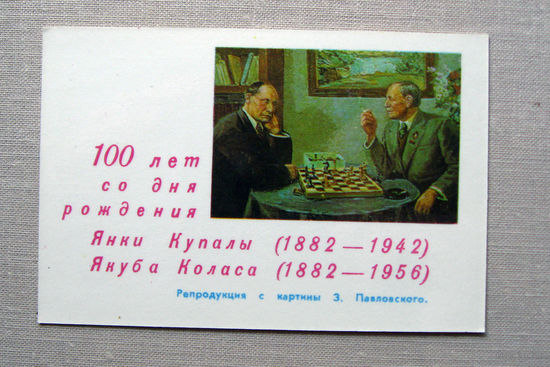 100 лет
со дня
рождения
Янки Купалы (1882—1942)
Якуба Коласа (1882—1956)
Репродукция с картины З. Павловского.